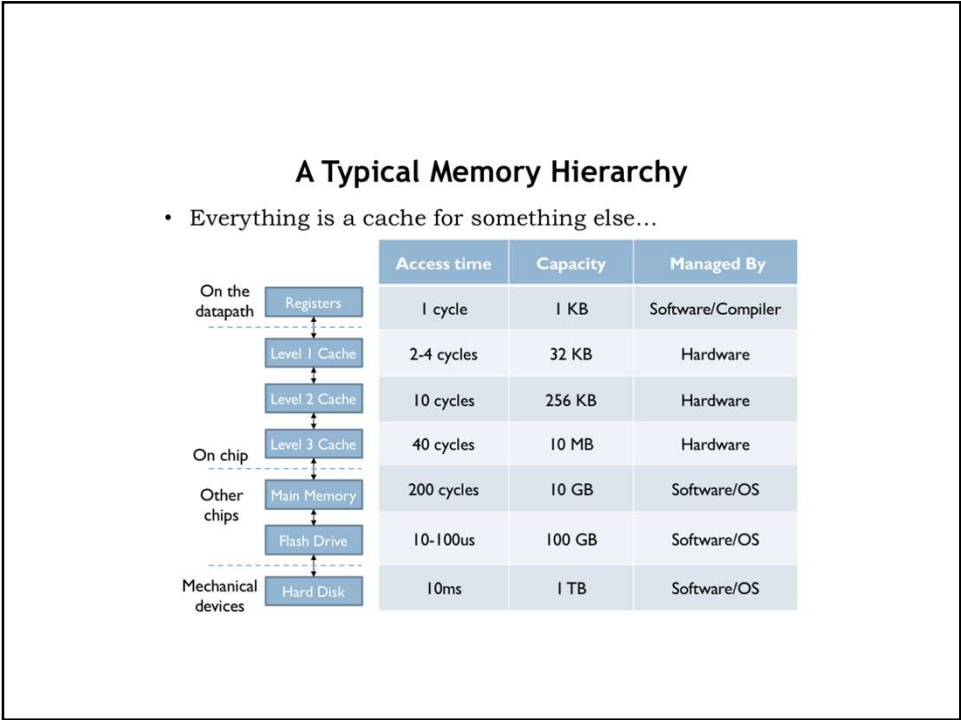 A Typical Memory Hierarchy
• Everything is a cache for something else…
Access time Capacity Managed By
On the
datapath
Registers 1 cycle 1 KB Software/Compiler
Level 1 Cache 2-4 cycles 32 KB Hardware
Level 2 Cache 10 cycles 256 KB Hardware
On chip
Level 3 Cache 40 cycles 10 MB Hardware
Other
chips
Main Memory 200 cycles 10 GB Software/OS
Flash Drive 10-100us 100 GB Software/OS
Mechanical
devices
Hard Disk 10ms 1 TB Software/OS